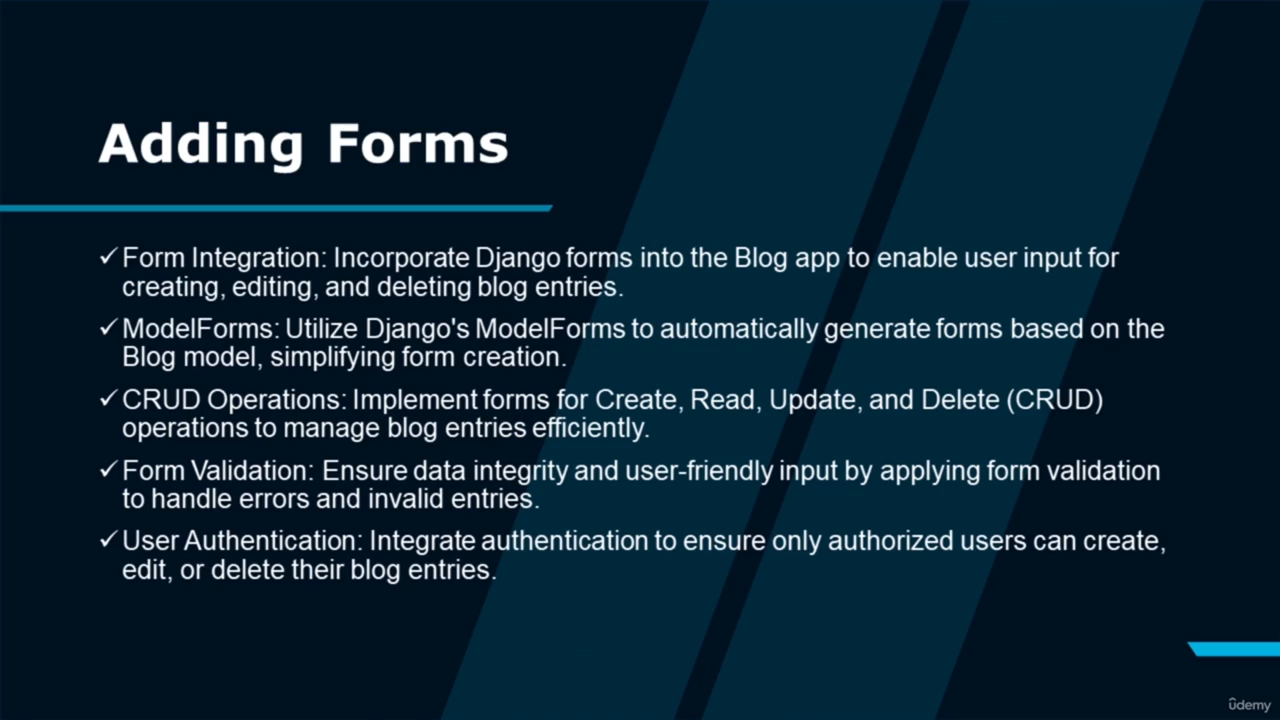 Adding Forms
✓Form Integration: Incorporate Django forms into the Blog app to enable user input for
creating, editing, and deleting blog entries.
✓ModelForms: Utilize Django's ModelForms to automatically generate forms based on the
Blog model, simplifying form creation.
✓CRUD Operations: Implement forms for Create, Read, Update, and Delete (CRUD)
operations to manage blog entries efficiently.
✓Form Validation: Ensure data integrity and user-friendly input by applying form validation
to handle errors and invalid entries.
✓User Authentication: Integrate authentication to ensure only authorized users can create,
edit, or delete their blog entries.
ûdemy